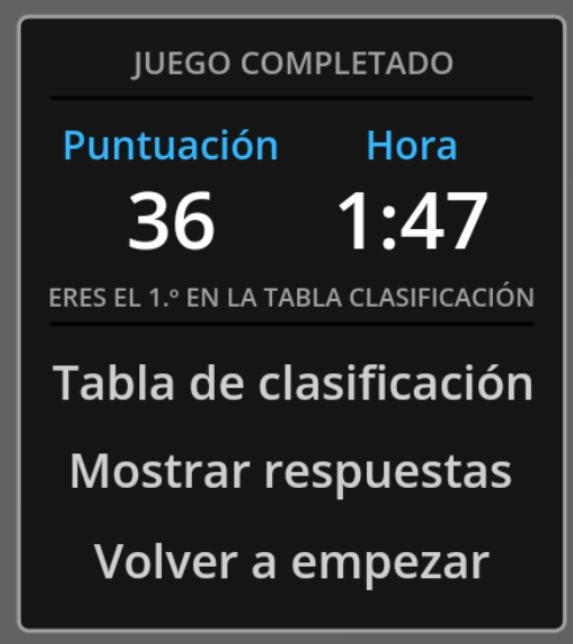 JUEGO COMPLETADO
Puntuación Hora
36 1:47
ERES EL 1.º EN LA TABLA CLASIFICACIÓN
Tabla de clasificación
Mostrar respuestas
Volver a empezar